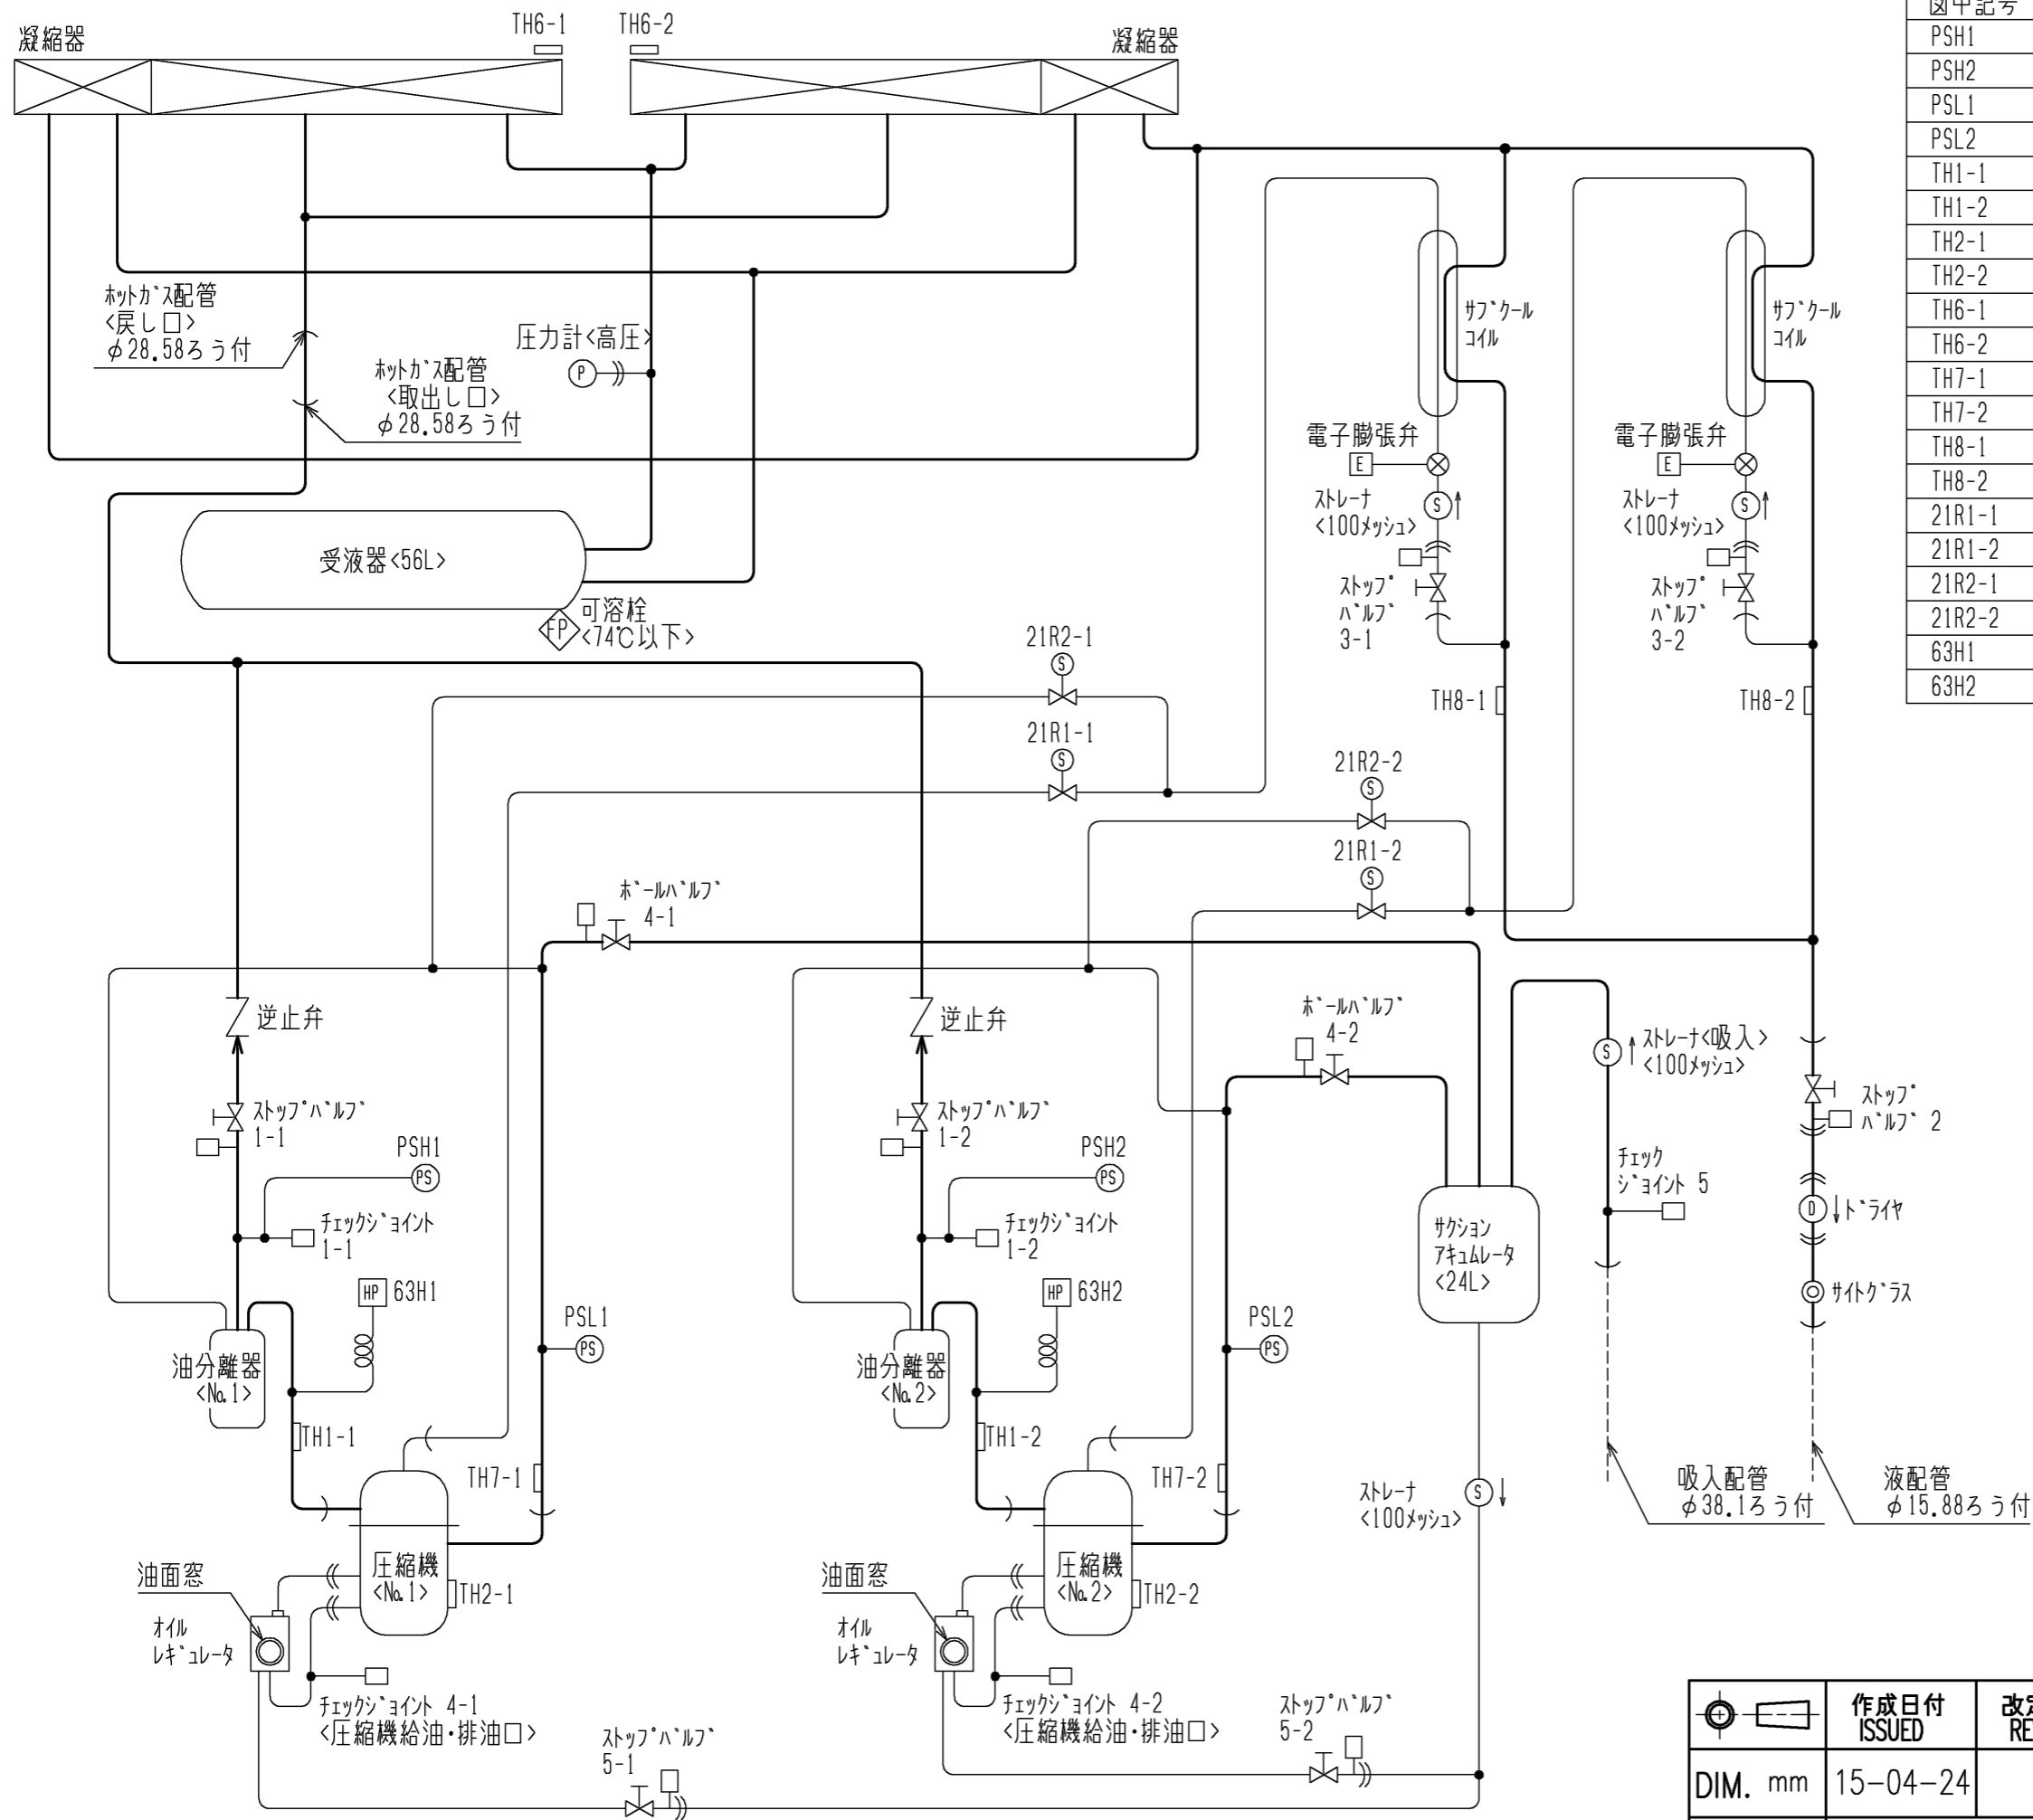 凝縮器
TH6-1
TH6-2
凝縮器
ホットガス配管
<戻し口>
φ28.58ろう付
ホットガス配管
<取出し口>
φ28.58ろう付
圧力計<高圧>
P
受液器<56L>
FP
可溶栓
<74℃以下>
サブクール
コイル
サブクール
コイル
電子膨張弁
E
電子膨張弁
E
ストレーナ
<100メッシュ>
S
ストレーナ
<100メッシュ>
S
ストップ
バルブ
3-1
ストップ
バルブ
3-2
TH8-1
TH8-2
21R2-1
S
21R1-1
S
21R2-2
S
21R1-2
S
ボールバルブ
4-1
ボールバルブ
4-2
逆止弁
逆止弁
ストップバルブ
1-1
ストップバルブ
1-2
PSH1
PS
PSH2
PS
チェックジョイント
1-1
チェックジョイント
1-2
HP
63H1
HP
63H2
PSL1
PS
PSL2
PS
油分離器
<No.1>
油分離器
<No.2>
TH1-1
TH1-2
TH7-1
TH7-2
圧縮機
<No.1>
圧縮機
<No.2>
TH2-1
TH2-2
油面窓
油面窓
オイル
レギュレータ
オイル
レギュレータ
チェックジョイント 4-1
<圧縮機給油・排油口>
チェックジョイント 4-2
<圧縮機給油・排油口>
ストップバルブ
5-1
ストップバルブ
5-2
サクション
アキュムレータ
<24L>
ストレーナ
<100メッシュ>
S
S
ストレーナ<吸入>
<100メッシュ>
チェック
ジョイント 5
ストップ
バルブ 2
D
ドライヤ
サイトグラス
吸入配管
φ38.1ろう付
液配管
φ15.88ろう付
図中記号
PSH1
PSH2
PSL1
PSL2
TH1-1
TH1-2
TH2-1
TH2-2
TH6-1
TH6-2
TH7-1
TH7-2
TH8-1
TH8-2
21R1-1
21R1-2
21R2-1
21R2-2
63H1
63H2
作成日付
ISSUED
DIM. mm
15-04-24